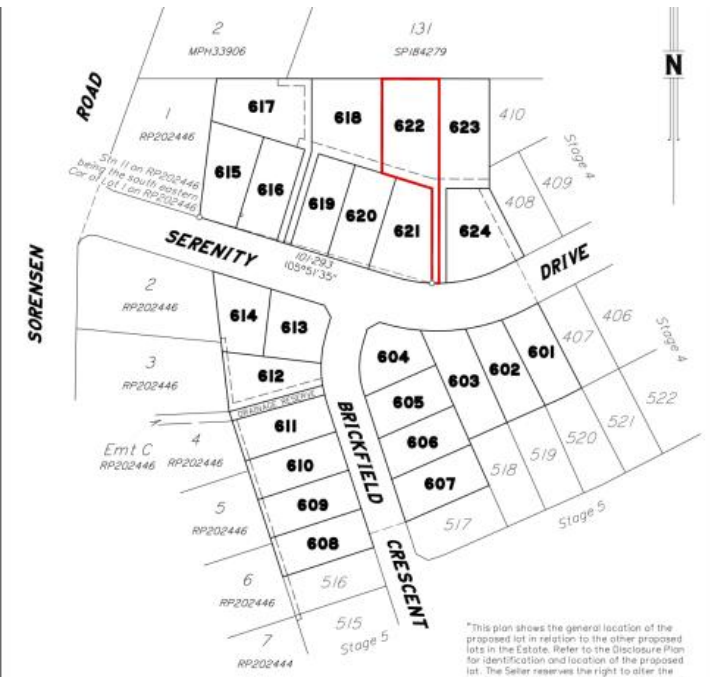 2
MPH33906
131
SP184279
N
ROAD
617
618
622
623
410
1
RP202446
Stage 4
Stn 11 on RP202446
being the south eastern
Cor of Lot 1 on RP202446
615
616
619
620
621
409
408
624
SERENITY
101·293
105°51'35"
DRIVE
SORENSEN
2
RP202446
614
613
604
603
602
601
407
406
Stage 4
3
RP202446
612
605
DRAINAGE RESERVE
611
BRICKFIELD
606
522
521
520
519
518
Emt C
RP202446
4
RP202446
610
607
5
RP202446
609
517
Stage 5
608
CRESCENT
6
RP202446
516
515
Stage 5
7
RP202444
"This plan shows the general location of the
proposed lot in relation to the other proposed
lots in the Estate. Refer to the Disclosure Plan
for identification and location of the proposed
lot. The Seller reserves the right to alter the